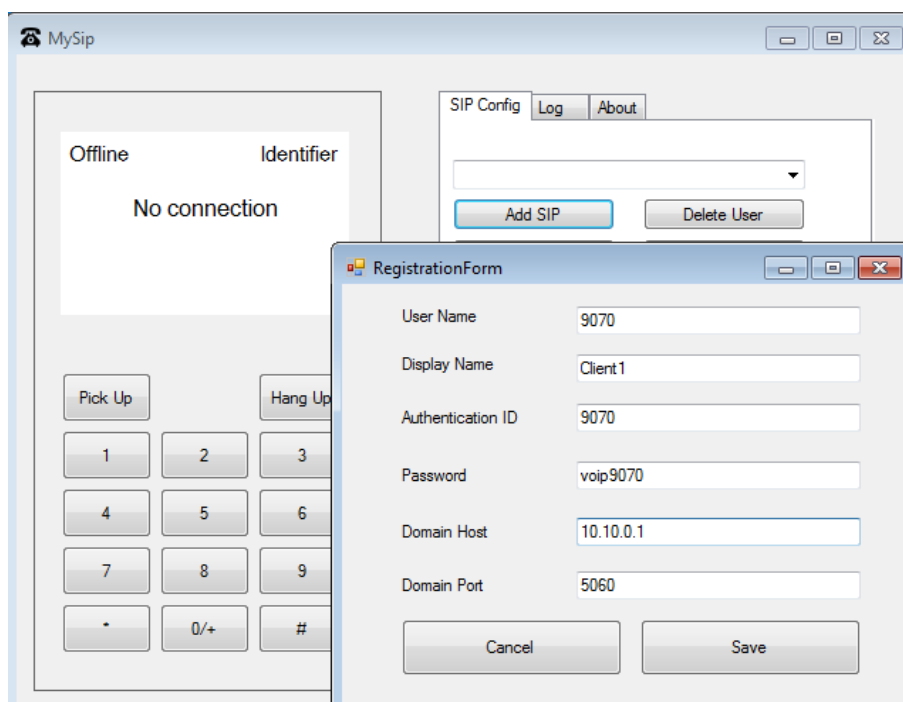 MySip
SIP Config Log About
Offline Identifier
No connection
Add SIP Delete User
Pick Up Hang Up
1 2 3
4 5 6
7 8 9
* 0/+ #
RegistrationForm
User Name 9070
Display Name Client1
Authentication ID 9070
Password voip9070
Domain Host 10.10.0.1
Domain Port 5060
Cancel Save